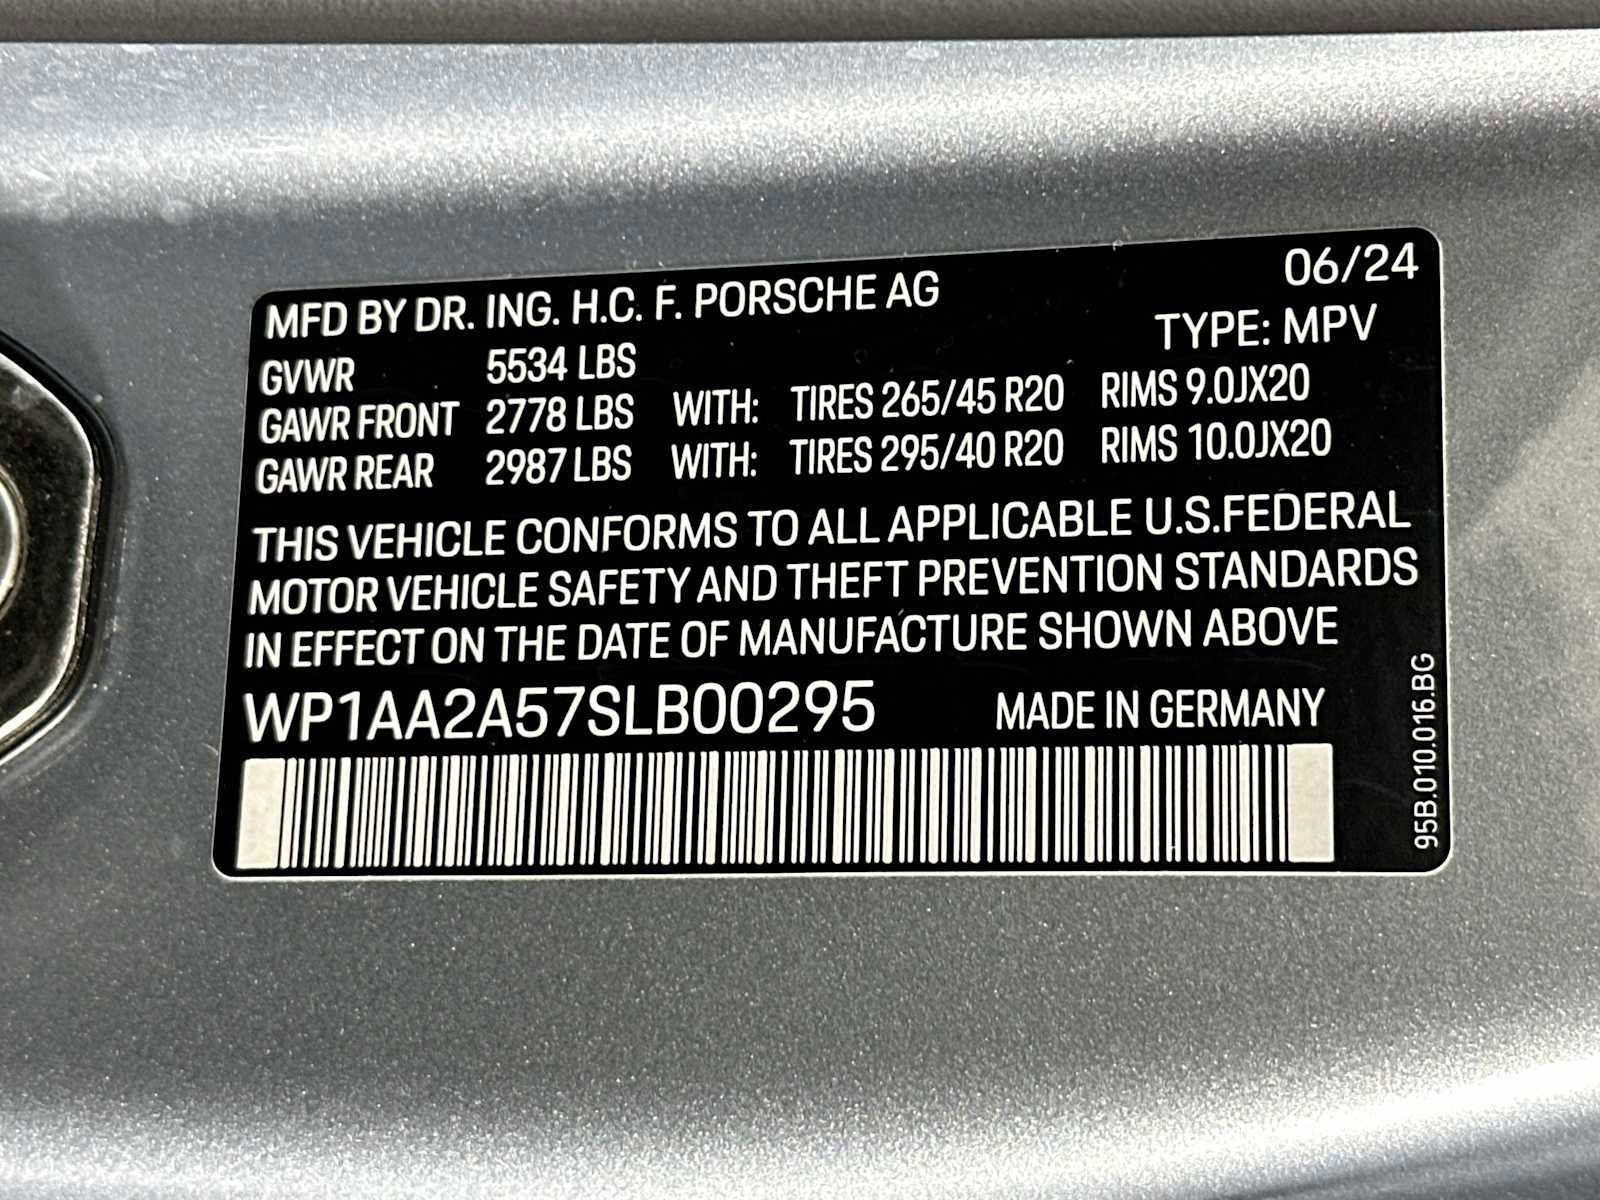 MFD BY DR. ING. H.C. F. PORSCHE AG 06/24
TYPE: MPV
GVWR 5534 LBS
GAWR FRONT 2778 LBS WITH: TIRES 265/45 R20 RIMS 9.0JX20
GAWR REAR 2987 LBS WITH: TIRES 295/40 R20 RIMS 10.0JX20
THIS VEHICLE CONFORMS TO ALL APPLICABLE U.S.FEDERAL
MOTOR VEHICLE SAFETY AND THEFT PREVENTION STANDARDS
IN EFFECT ON THE DATE OF MANUFACTURE SHOWN ABOVE
WP1AA2A57SLB00295 MADE IN GERMANY
95B.010.016.BG